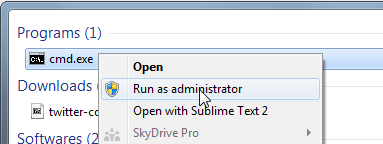 Programs (1)
cmd.exe
Open
Downloads
Run as administrator
twitter-co
Open with Sublime Text 2
SkyDrive Pro
Softwares (2)